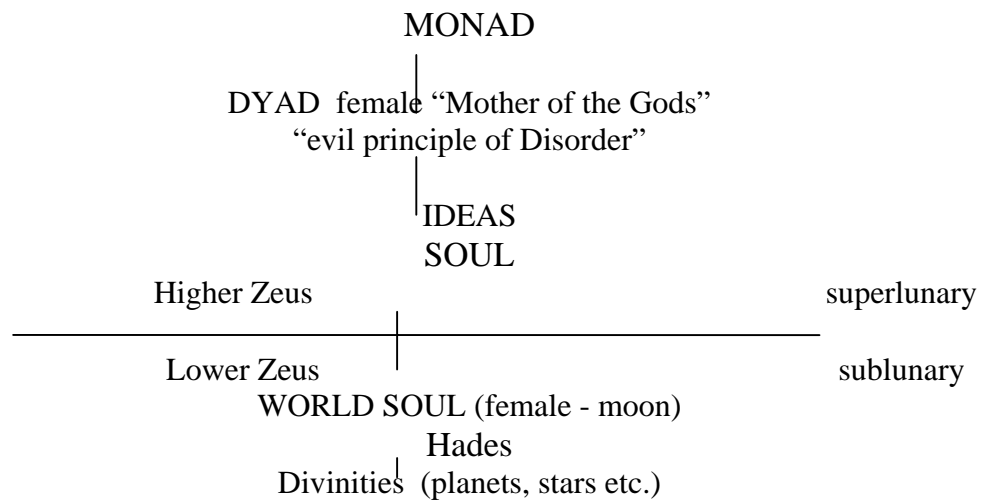 MONAD
DYAD female “Mother of the Gods”
“evil principle of Disorder”
IDEAS
SOUL
Higher Zeus superlunary
Lower Zeus sublunary
WORLD SOUL (female - moon)
Hades
Divinities (planets, stars etc.)